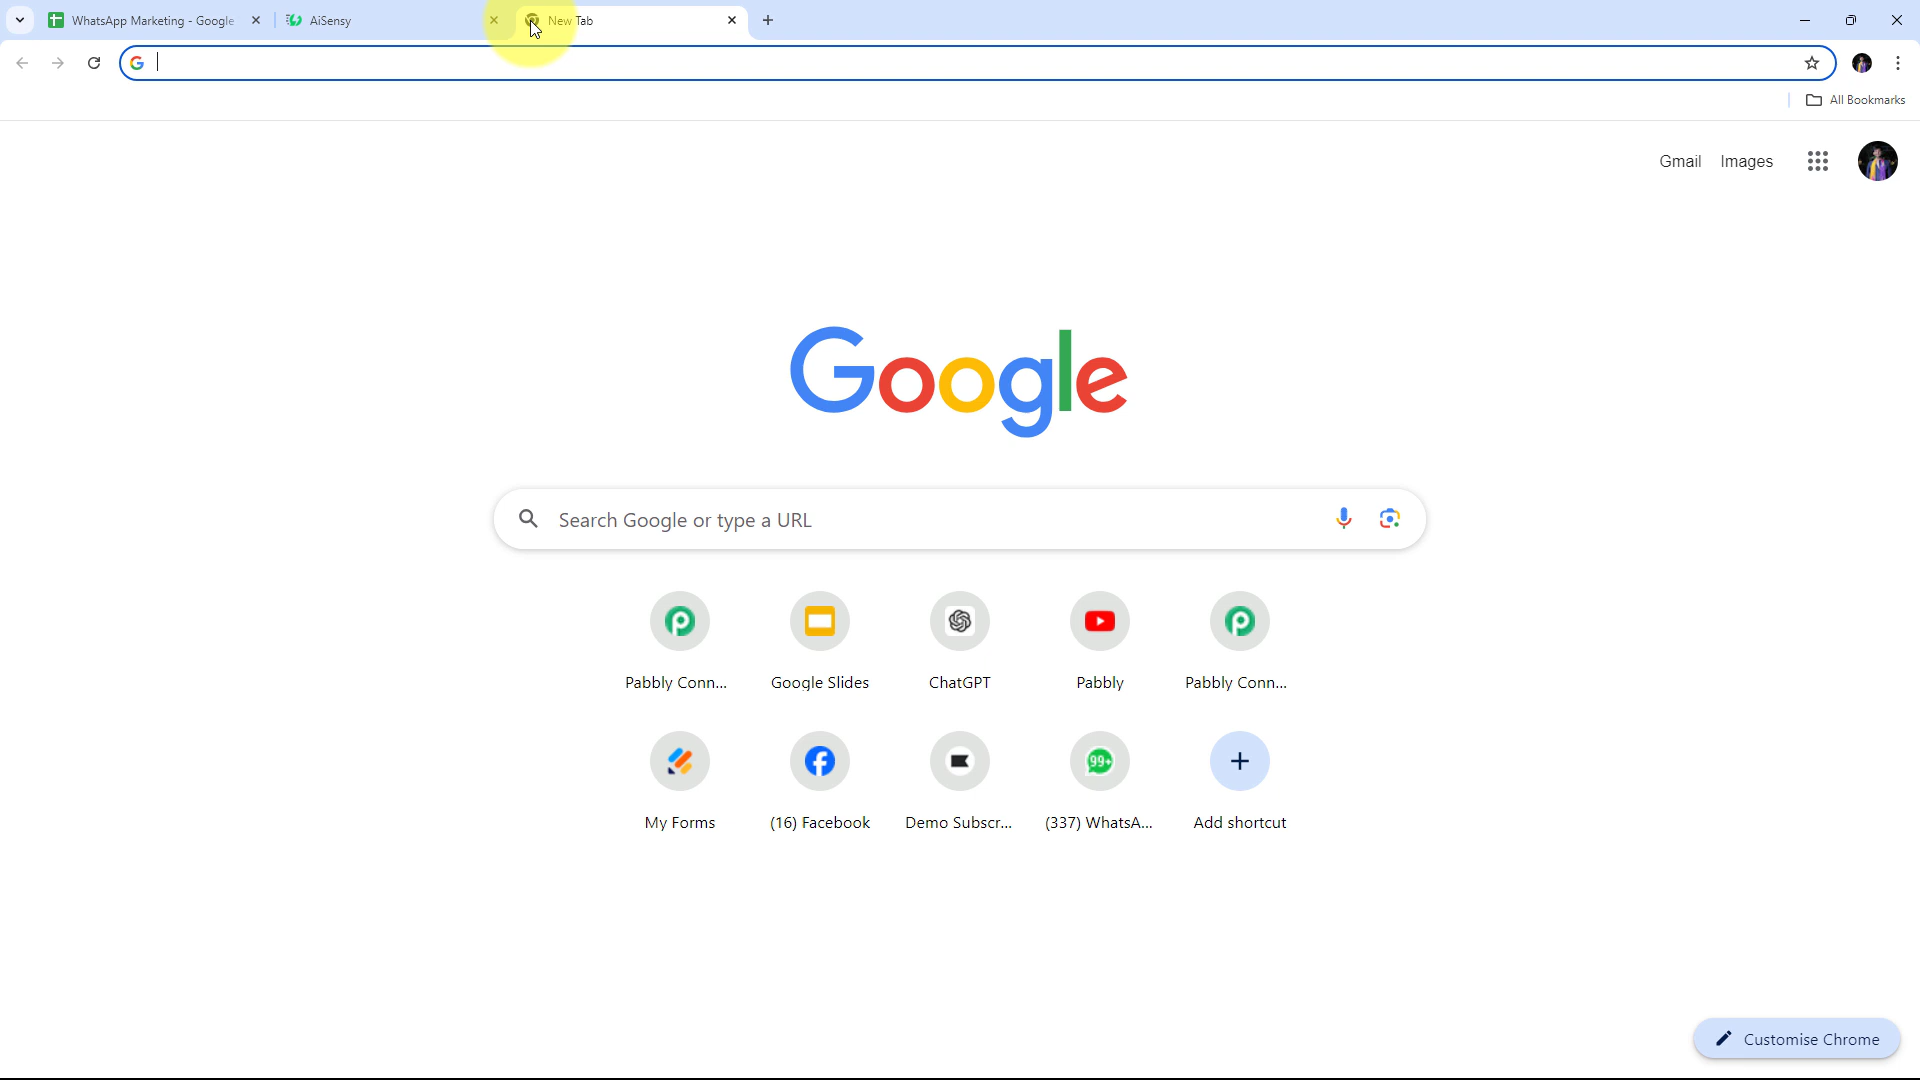 WhatsApp Marketing - Google
AiSensy
New Tab
All Bookmarks
Gmail
Images
Google
Search Google or type a URL
Pabbly Conn...
Google Slides
ChatGPT
Pabbly
Pabbly Conn...
99+
My Forms
(16) Facebook
Demo Subscr...
(337) WhatsA...
Add shortcut
Customise Chrome